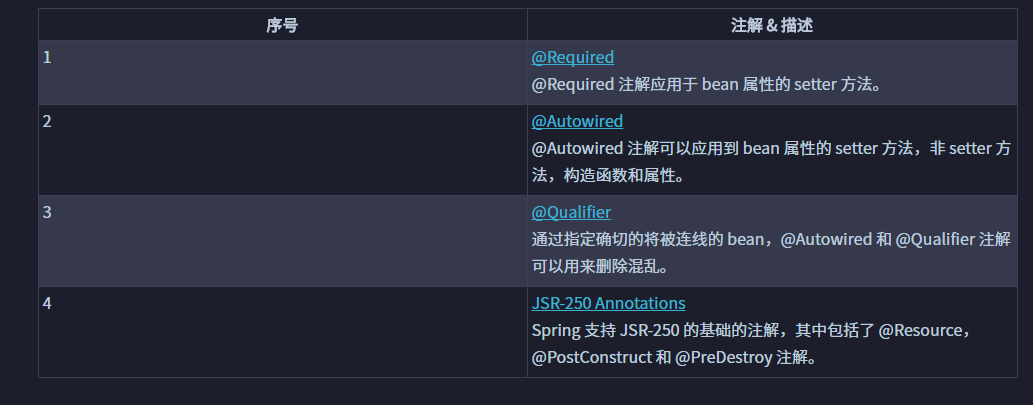 序号 注解 & 描述
1 @Required
@Required 注解应用于 bean 属性的 setter 方法。
2 @Autowired
@Autowired 注解可以应用到 bean 属性的 setter 方法，非 setter 方
法，构造函数和属性。
3 @Qualifier
通过指定确切的将被连线的 bean，@Autowired 和 @Qualifier 注解
可以用来删除混乱。
4 JSR-250 Annotations
Spring 支持 JSR-250 的基础的注解，其中包括了 @Resource，
@PostConstruct 和 @PreDestroy 注解。